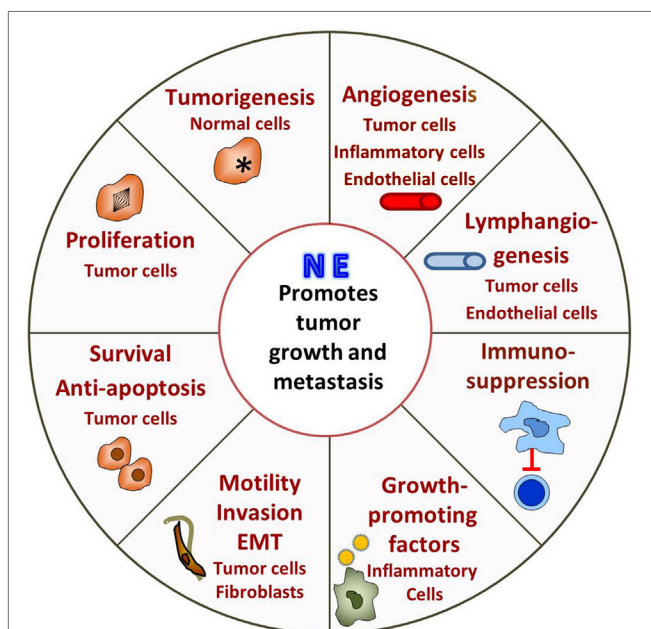 Tumorigenesis
Normal cells
*
Angiogenesis
Tumor cells
Inflammatory cells
Endothelial cells
Lymphangio-
genesis
Tumor cells
Endothelial cells
Immuno-
suppression
Growth-
promoting
factors
Inflammatory
Cells
Motility
Invasion
EMT
Tumor cells
Fibroblasts
Survival
Anti-apoptosis
Tumor cells
Proliferation
Tumor cells
NE
Promotes
tumor
growth and
metastasis